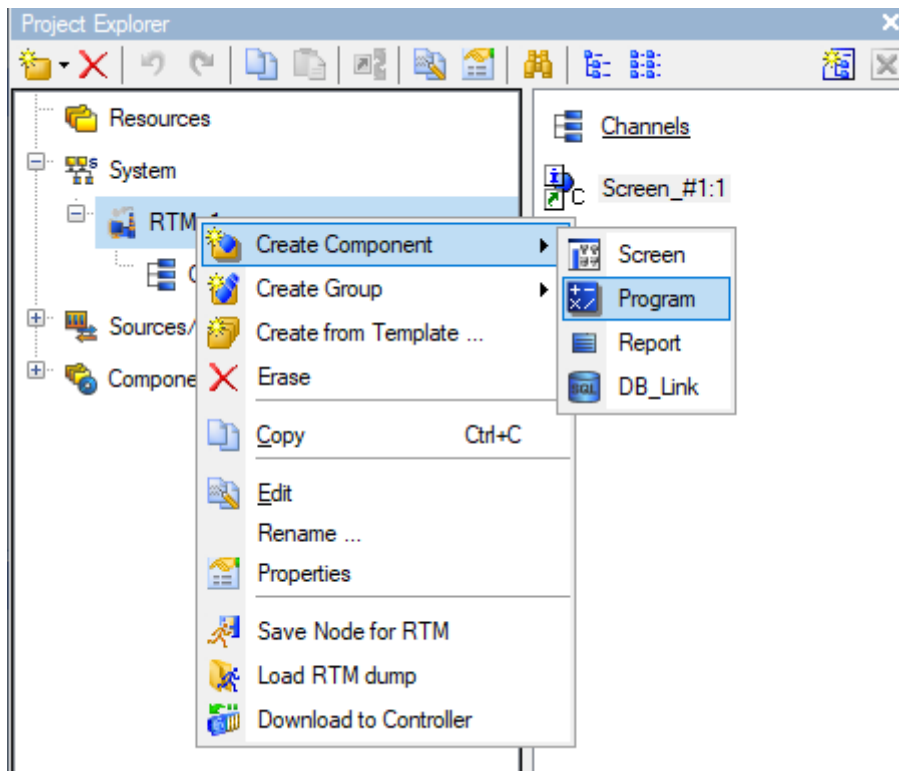 Project Explorer
Resources
Channels
System
Screen_#1:1
RTM
Create Component
Screen
Create Group
Program
Sources/
Create from Template ...
Report
Compone
Erase
DB_Link
Copy Ctrl+C
Edit
Rename ...
Properties
Save Node for RTM
Load RTM dump
Download to Controller